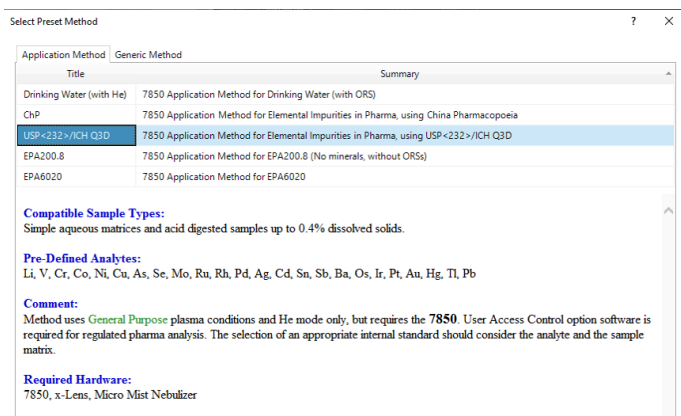 Select Preset Method ? ×
Application Method Generic Method
Title Summary
Drinking Water (with He) 7850 Application Method for Drinking Water (with ORS)
ChP 7850 Application Method for Elemental Impurities in Pharma, using China Pharmacopoeia
USP<232>/ICH Q3D 7850 Application Method for Elemental Impurities in Pharma, using USP<232>/ICH Q3D
EPA200.8 7850 Application Method for EPA200.8 (No minerals, without ORSs)
EPA6020 7850 Application Method for EPA6020
Compatible Sample Types:
Simple aqueous matrices and acid digested samples up to 0.4% dissolved solids.
Pre-Defined Analytes:
Li, V, Cr, Co, Ni, Cu, As, Se, Mo, Ru, Rh, Pd, Ag, Cd, Sn, Sb, Ba, Os, Ir, Pt, Au, Hg, Tl, Pb
Comment:
Method uses General Purpose plasma conditions and He mode only, but requires the 7850. User Access Control option software is
required for regulated pharma analysis. The selection of an appropriate internal standard should consider the analyte and the sample
matrix.
Required Hardware:
7850, x-Lens, Micro Mist Nebulizer